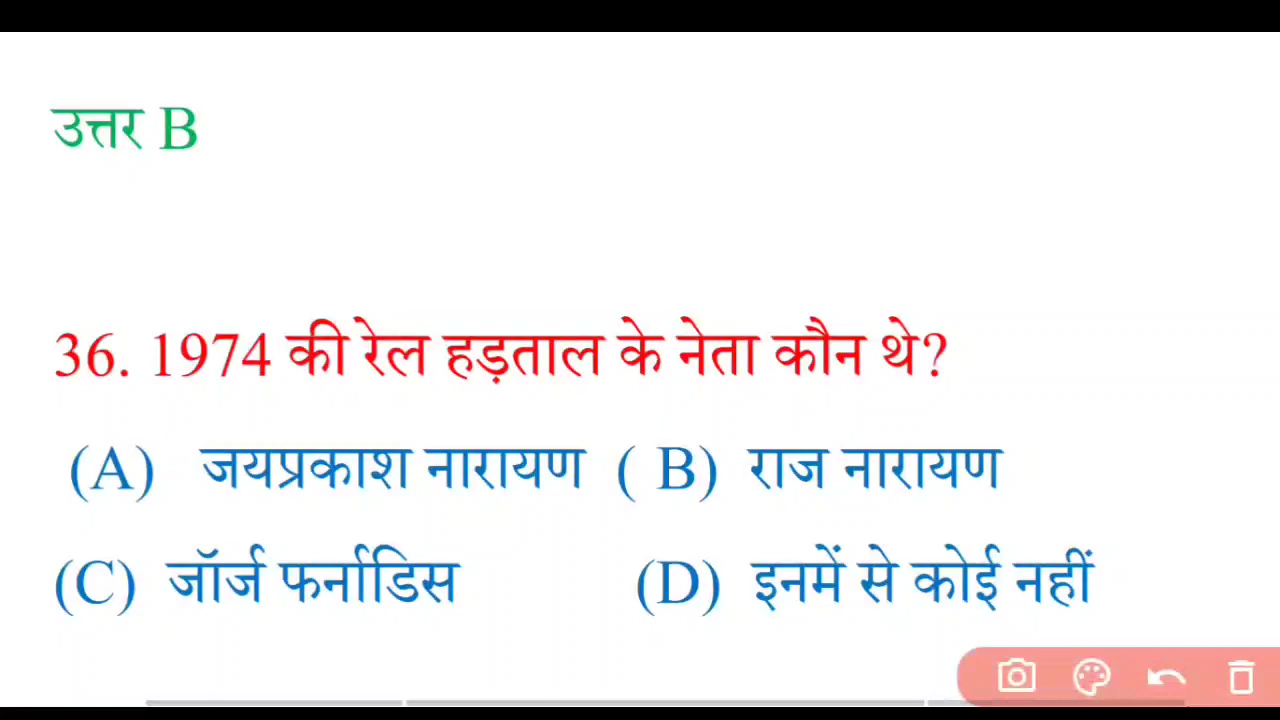 उत्तर B
36. 1974 की रेल हड़ताल के नेता कौन थे?
(A) जयप्रकाश नारायण ( B) राज नारायण
(C) जॉर्ज फर्नाडिस (D) इनमें से कोई नहीं